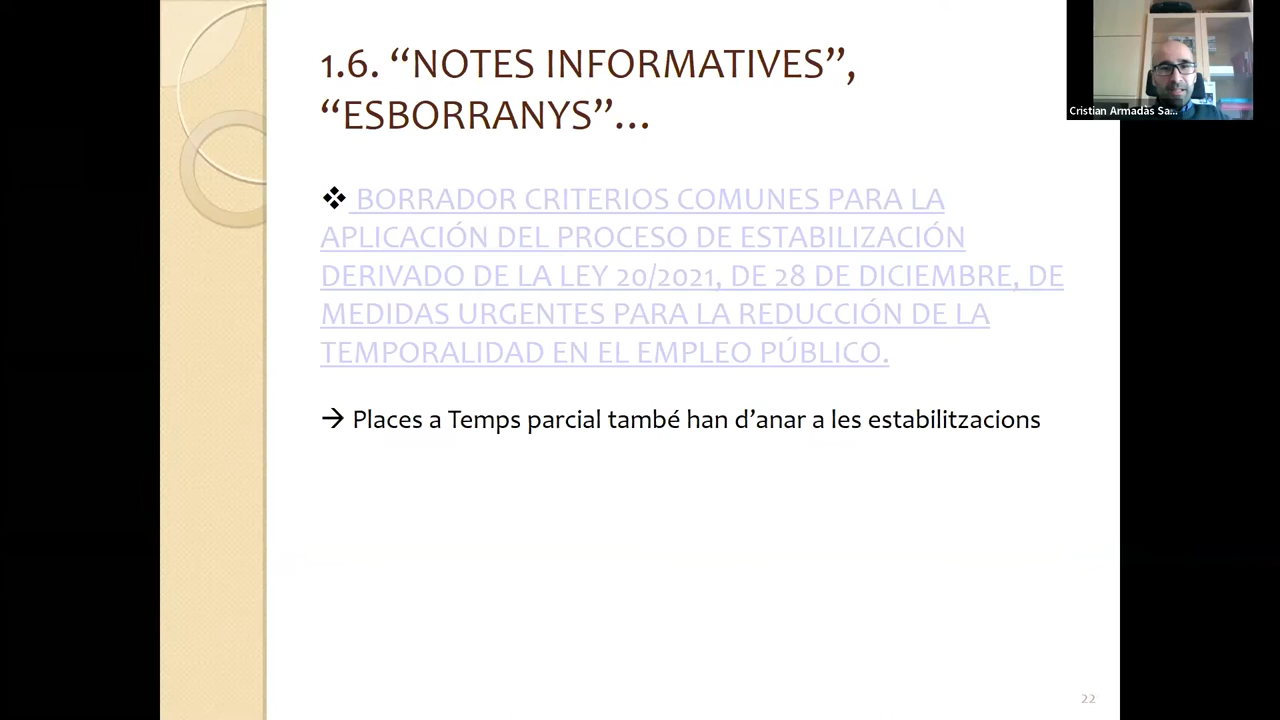 1.6. “NOTES INFORMATIVES”,
“ESBORRANYS”...
Cristian Armadàs Sa...
❖ BORRADOR CRITERIOS COMUNES PARA LA
APLICACIÓN DEL PROCESO DE ESTABILIZACIÓN
DERIVADO DE LA LEY 20/2021, DE 28 DE DICIEMBRE, DE
MEDIDAS URGENTES PARA LA REDUCCIÓN DE LA
TEMPORALIDAD EN EL EMPLEO PÚBLICO.
→ Places a Temps parcial també han d’anar a les estabilitzacions
22